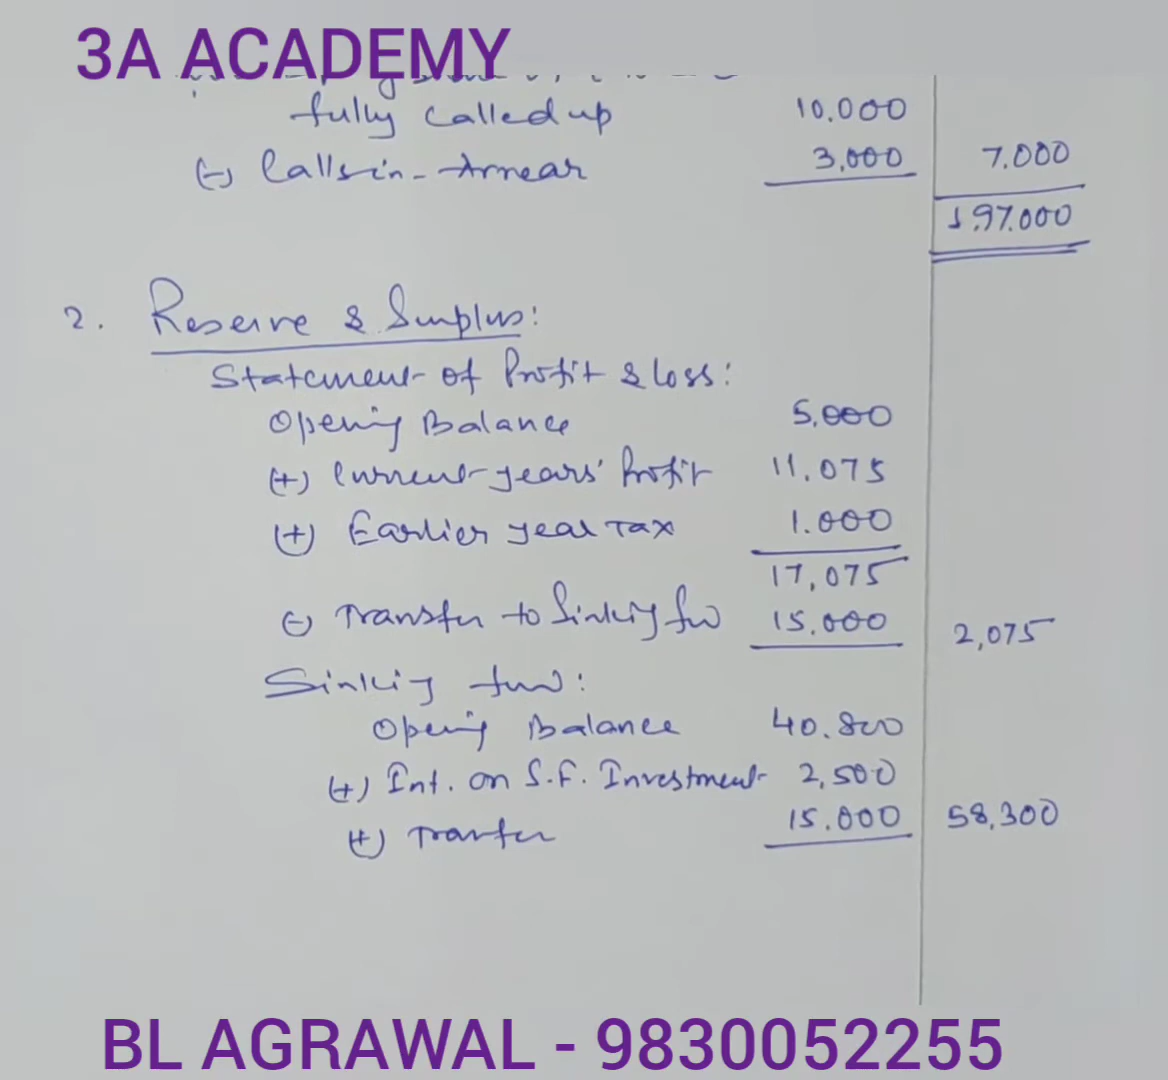 3A ACADEMY
fully called up 10,000
(-) Calls in - Arrear 3,000 7,000
1,97,000
2. Reserve & Surplus:
Statement of Profit & loss:
Opening Balance 5,000
(+) Current years' Profit 11,075
(+) Earlier year Tax 1,000
17,075
(-) Transfer to Sinking 15,000 2,075
Sinking
Opening Balance 40,800
(+) Int. on S.F. Investment 2,500
(+) 15,000 58,300
BL AGRAWAL - 9830052255